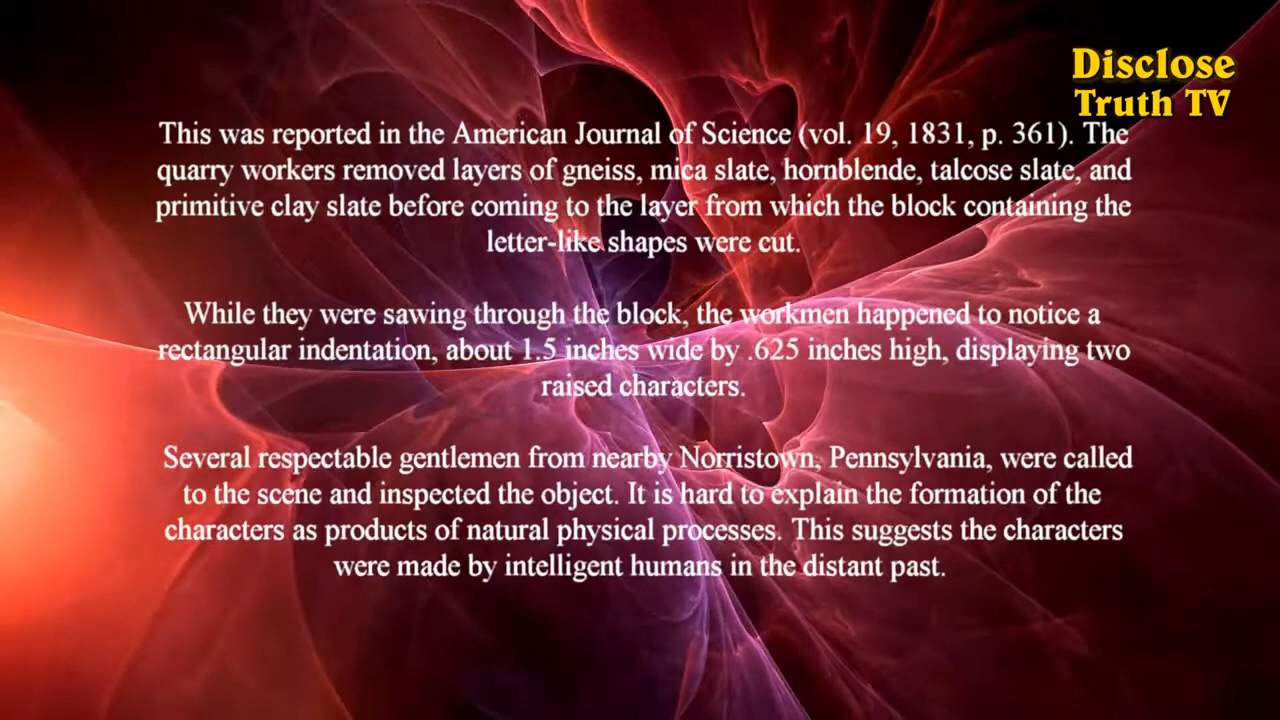 Disclose
Truth TV
This was reported in the American Journal of Science (vol. 19, 1831, p. 361). The
quarry workers removed layers of gneiss, mica slate, hornblende, talcose slate, and
primitive clay slate before coming to the layer from which the block containing the
letter-like shapes were cut.
While they were sawing through the block, the workmen happened to notice a
rectangular indentation, about 1.5 inches wide by .625 inches high, displaying two
raised characters.
Several respectable gentlemen from nearby Norristown, Pennsylvania, were called
to the scene and inspected the object. It is hard to explain the formation of the
characters as products of natural physical processes. This suggests the characters
were made by intelligent humans in the distant past.